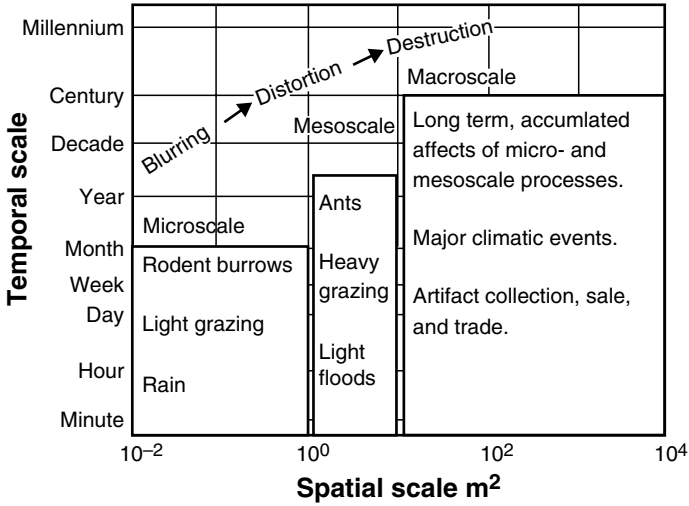 Millennium
Century
Decade
Year
Month
Week
Day
Hour
Minute
Temporal scale
Blurring
Distortion
Destruction
Microscale
Rodent burrows
Light grazing
Rain
Mesoscale
Ants
Heavy
grazing
Light
floods
Macroscale
Long term, accumlated
affects of micro- and
mesoscale processes.
Major climatic events.
Artifact collection, sale,
and trade.
10⁻² 10⁰ 10² 10⁴
Spatial scale m²